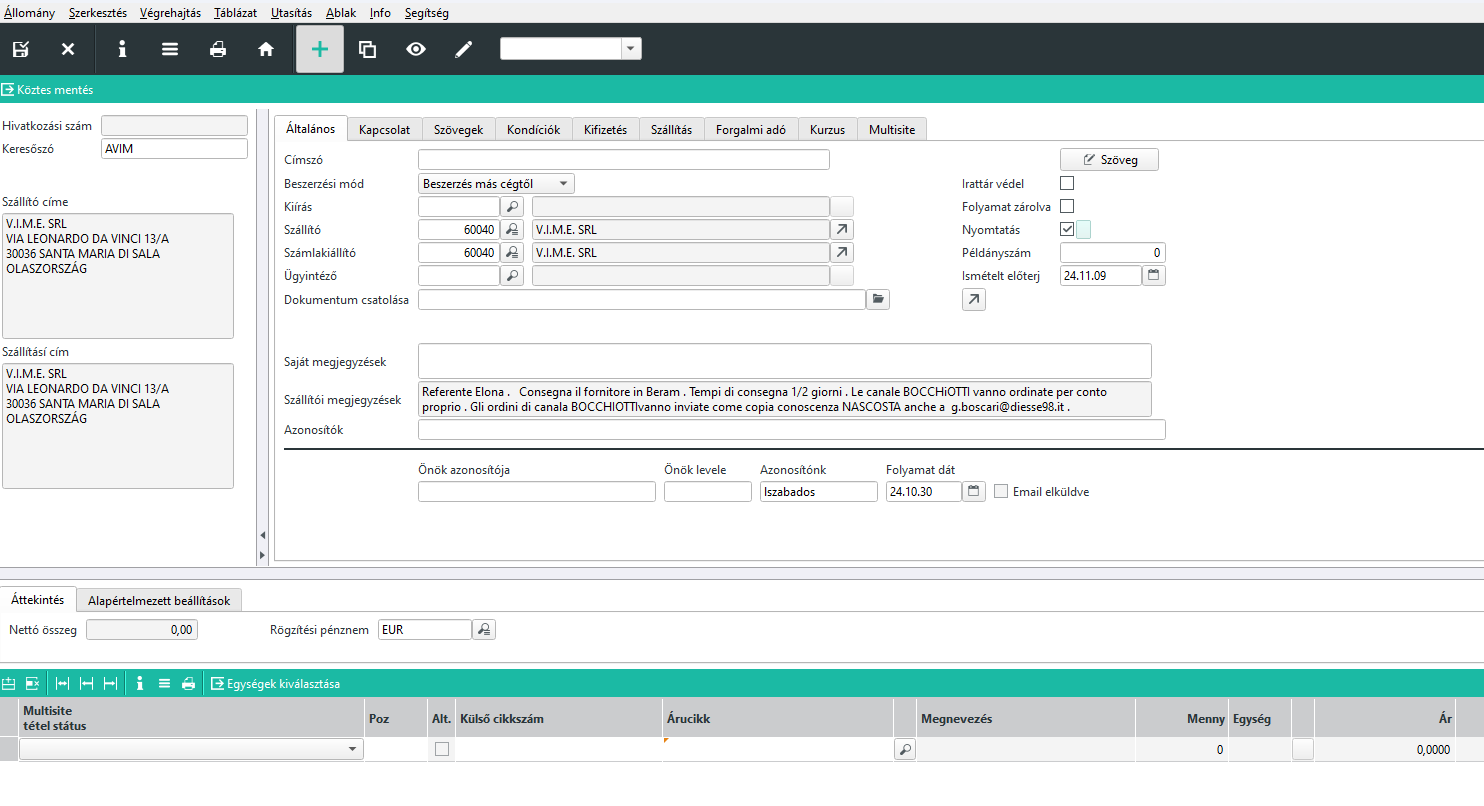 Állomány Szerkesztés Végrehajtás Táblázat Utasítás Ablak Info Segítség
Köztes mentés
Hivatkozási szám
Keresőszó AVIM
Szállító címe
V.I.M.E. SRL
VIA LEONARDO DA VINCI 13/A
30036 SANTA MARIA DI SALA
OLASZORSZÁG
Szállítási cím
V.I.M.E. SRL
VIA LEONARDO DA VINCI 13/A
30036 SANTA MARIA DI SALA
OLASZORSZÁG
Általános Kapcsolat Szövegek Kondíciók Kifizetés Szállítás Forgalmi adó Kurzus Multisite
Címszó Szöveg
Beszerzési mód Beszerzés más cégtől Irattár védel
Kiírás Folyamat zárolva
Szállító 60040 V.I.M.E. SRL Nyomtatás
Számlakiállító 60040 V.I.M.E. SRL Példányszám 0
Ügyintéző Ismételt előterj 24.11.09
Dokumentum csatolása
Saját megjegyzések
Szállítói megjegyzések
Referente Elona . Consegna il fornitore in Beram . Tempi di consegna 1/2 giorni . Le canale BOCCHiOTTI vanno ordinate per conto
proprio . Gli ordini di canala BOCCHIOTTIvanno inviate come copia conoscenza NASCOSTA anche a g.boscari@diesse98.it .
Azonosítók
Önök azonosítója Önök levele Azonosítónk Folyamat dát
lszabados 24.10.30 Email elküldve
Áttekintés Alapértelmezett beállítások
Nettó összeg 0,00 Rögzítési pénznem EUR
Egységek kiválasztása
Multisite
tétel státus Poz Alt. Külső cikkszám Árucikk Megnevezés Menny Egység Ár
0 0,0000